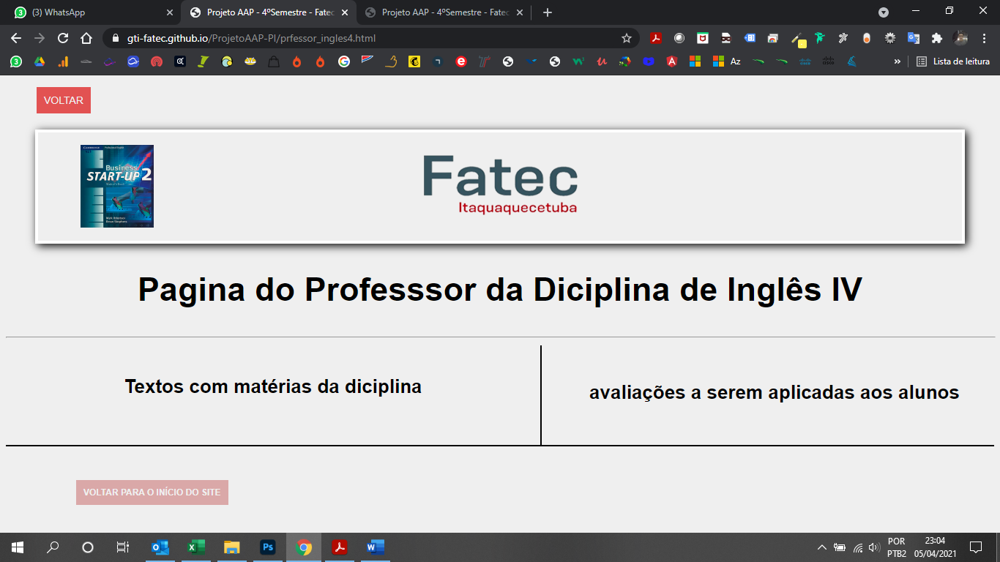 (3) WhatsApp
Projeto AAP - 4ºSemestre - Fatec
Projeto AAP - 4ºSemestre - Fatec
gti-fatec.github.io/ProjetoAAP-PI/prfessor_ingles4.html
Az
»
Lista de leitura
VOLTAR
Business
START-UP 2
Fatec
Itaquaquecetuba
Pagina do Professsor da Diciplina de Inglês IV
Textos com matérias da diciplina
avaliações a serem aplicadas aos alunos
VOLTAR PARA O INÍCIO DO SITE
POR
PTB2
23:04
05/04/2021